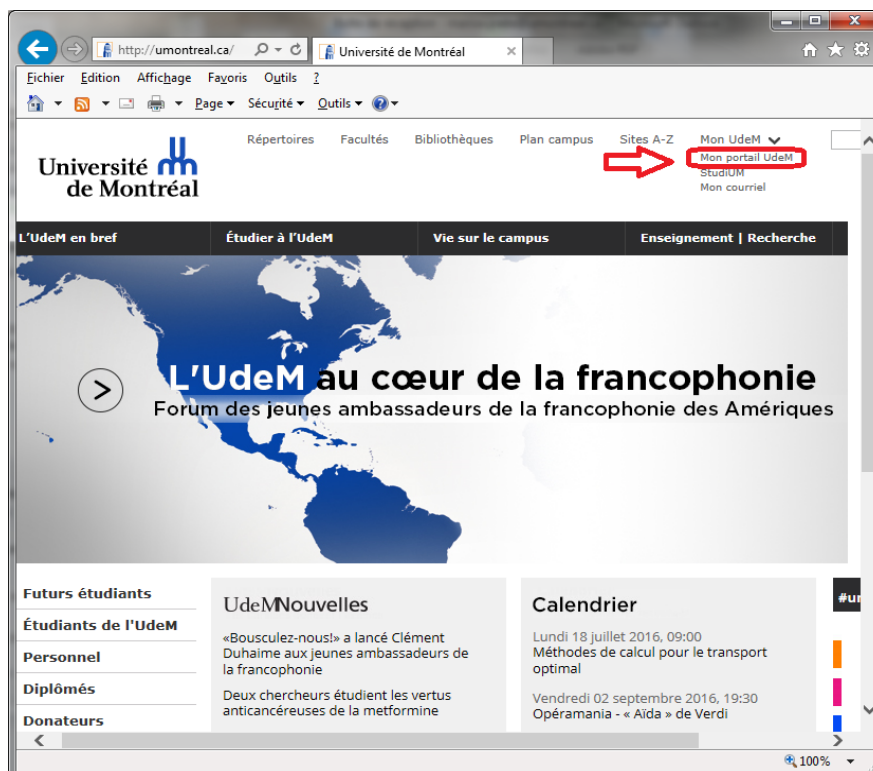 http://umontreal.ca/
Université de Montréal
Fichier Edition Affichage Favoris Outils ?
Page Sécurité Outils
Répertoires Facultés Bibliothèques Plan campus Sites A-Z Mon UdeM
Mon portail UdeM
StudiUM
Mon courriel
Université
de Montréal
L'UdeM en bref Étudier à l'UdeM Vie sur le campus Enseignement | Recherche
L'UdeM au cœur de la francophonie
Forum des jeunes ambassadeurs de la francophonie des Amériques
Futurs étudiants
Étudiants de l'UdeM
Personnel
Diplômés
Donateurs
UdeMNouvelles
«Bousculez-nous!» a lancé Clément
Duhaime aux jeunes ambassadeurs de
la francophonie
Deux chercheurs étudient les vertus
anticancéreuses de la metformine
Calendrier
Lundi 18 juillet 2016, 09:00
Méthodes de calcul pour le transport
optimal
Vendredi 02 septembre 2016, 19:30
Opéramania - « Aïda » de Verdi
100%